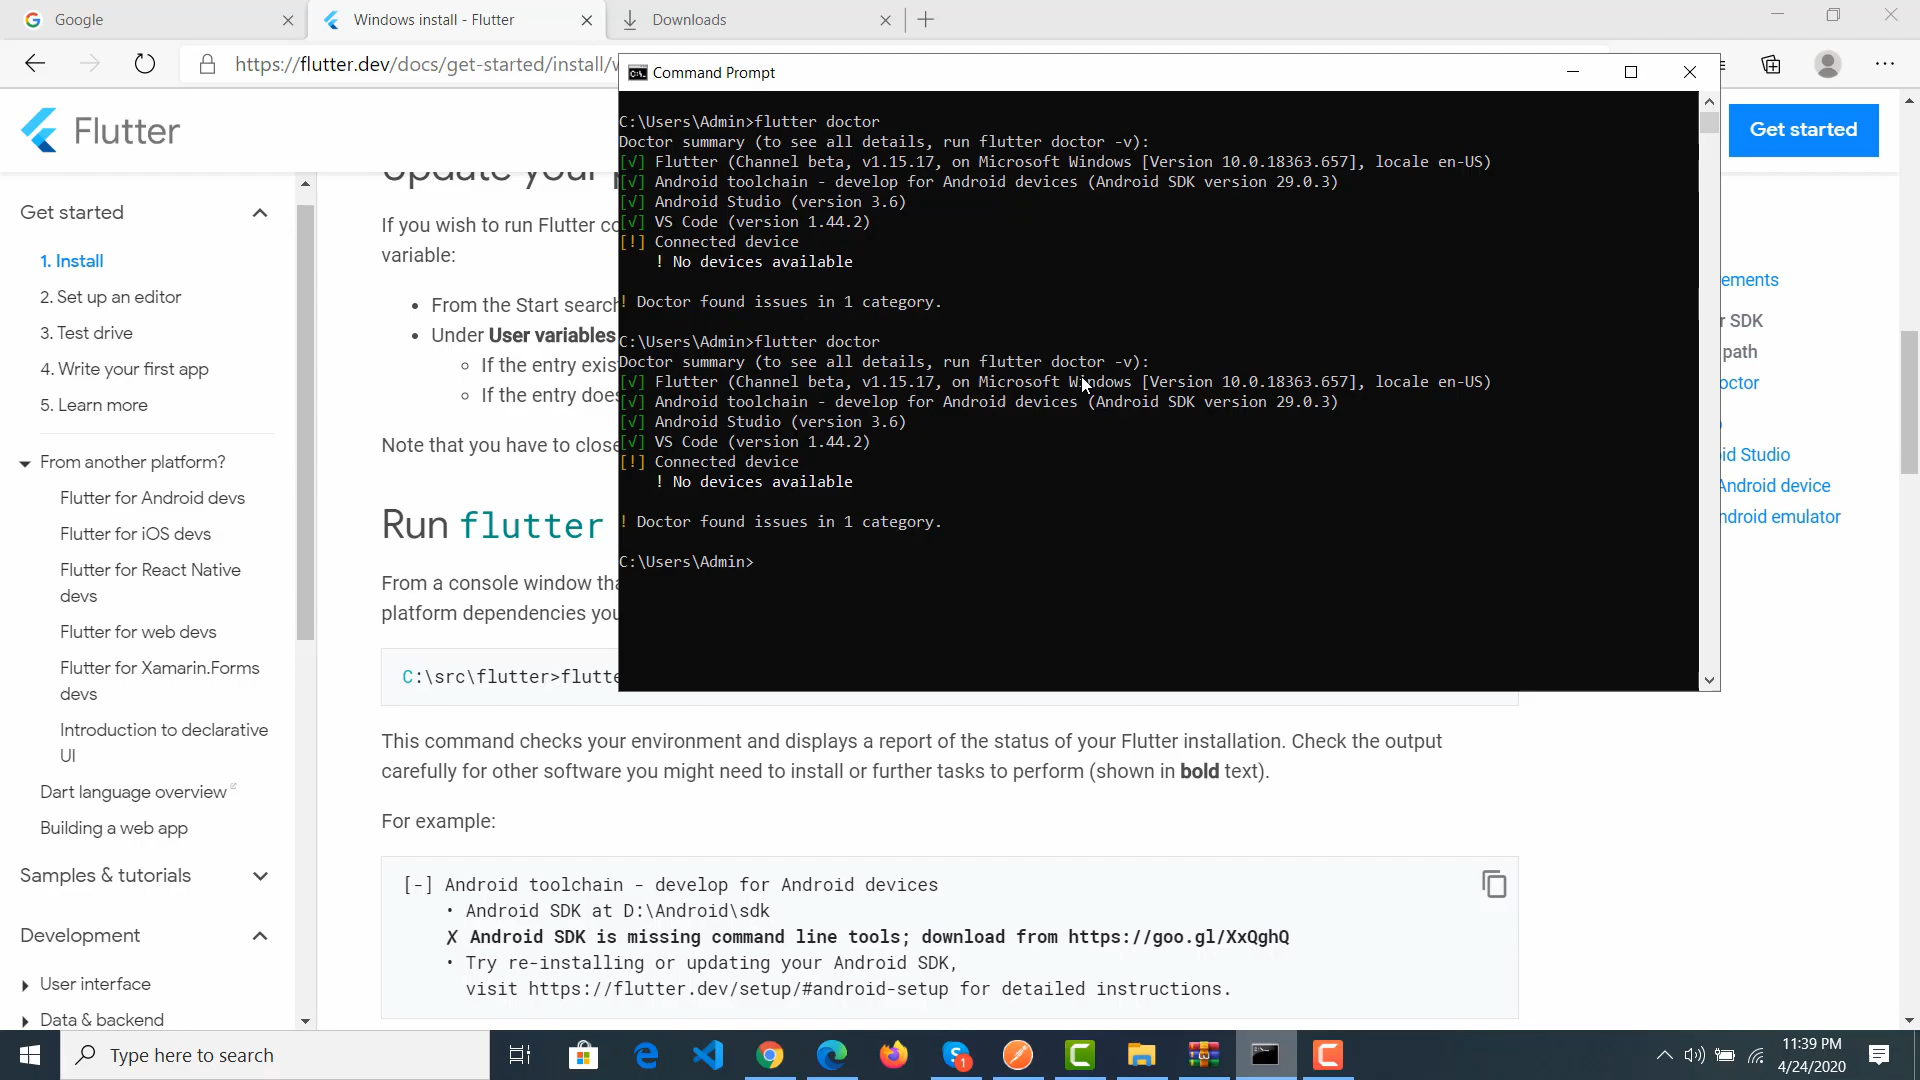 Google
Windows install - Flutter
Downloads
https://flutter.dev/docs/get-started/install/
Command Prompt
Flutter
Get started
Get started
1. Install
2. Set up an editor
3. Test drive
4. Write your first app
5. Learn more
From another platform?
Flutter for Android devs
Flutter for iOS devs
Flutter for React Native
devs
Flutter for web devs
Flutter for Xamarin.Forms
devs
Introduction to declarative
UI
Dart language overview
Building a web app
Samples & tutorials
Development
User interface
Data & backend
Update your
If you wish to run Flutter
variable:
• From the Start search
• Under User variables
If the entry
If the entry
Note that you have to close
Run flutter
From a console window
platform dependencies
C:\src\flutter>
C:\Users\Admin>flutter doctor
Doctor summary (to see all details, run flutter doctor -v):
[√] Flutter (Channel beta, v1.15.17, on Microsoft Windows [Version 10.0.18363.657], locale en-US)
[√] Android toolchain - develop for Android devices (Android SDK version 29.0.3)
[√] Android Studio (version 3.6)
[√] VS Code (version 1.44.2)
[!] Connected device
! No devices available
! Doctor found issues in 1 category.
C:\Users\Admin>flutter doctor
Doctor summary (to see all details, run flutter doctor -v):
[√] Flutter (Channel beta, v1.15.17, on Microsoft Windows [Version 10.0.18363.657], locale en-US)
[√] Android toolchain - develop for Android devices (Android SDK version 29.0.3)
[√] Android Studio (version 3.6)
[√] VS Code (version 1.44.2)
[!] Connected device
! No devices available
! Doctor found issues in 1 category.
C:\Users\Admin>
ements
r SDK
path
octor
id Studio
Android device
ndroid emulator
This command checks your environment and displays a report of the status of your Flutter installation. Check the output
carefully for other software you might need to install or further tasks to perform (shown in bold text).
For example:
[-] Android toolchain - develop for Android devices
• Android SDK at D:\Android\sdk
✗ Android SDK is missing command line tools; download from https://goo.gl/XxQghQ
• Try re-installing or updating your Android SDK,
visit https://flutter.dev/setup/#android-setup for detailed instructions.
Type here to search
1
11:39 PM
4/24/2020